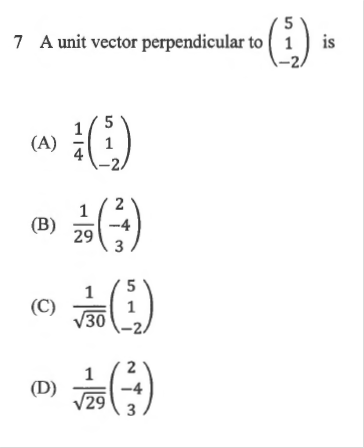 7 A unit vector perpendicular to $\begin{pmatrix} 5 \\ 1 \\ -2 \end{pmatrix}$ is
(A) $\frac{1}{4}\begin{pmatrix} 5 \\ 1 \\ -2 \end{pmatrix}$
(B) $\frac{1}{29}\begin{pmatrix} 2 \\ -4 \\ 3 \end{pmatrix}$
(C) $\frac{1}{\sqrt{30}}\begin{pmatrix} 5 \\ 1 \\ -2 \end{pmatrix}$
(D) $\frac{1}{\sqrt{29}}\begin{pmatrix} 2 \\ -4 \\ 3 \end{pmatrix}$